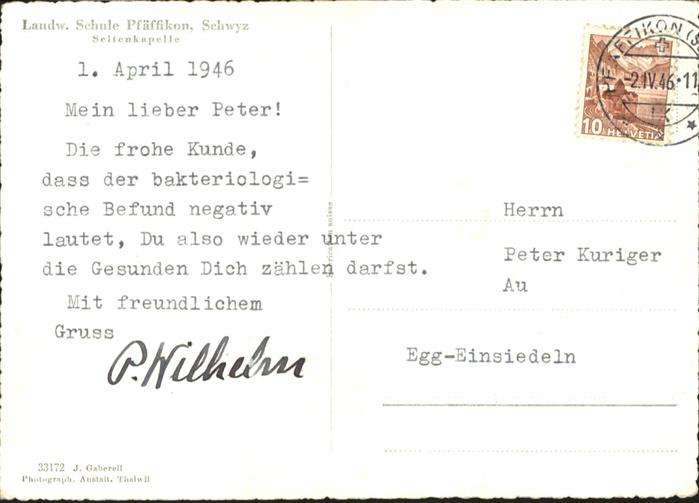 Landw. Schule Pfäffikon, Schwyz
Seitenkapelle
1. April 1946
Mein lieber Peter!
Die frohe Kunde,
dass der bakteriologi=
sche Befund negativ
lautet, Du also wieder unter
die Gesunden Dich zählen darfst.
Mit freundlichem
Gruss
P. Wilhelm
33172 J. Gaberell
Photograph. Anstalt, Thalwil
-2.IV.46-11
10 HELVETIA
Herrn
Peter Kuriger
Au
Egg-Einsiedeln